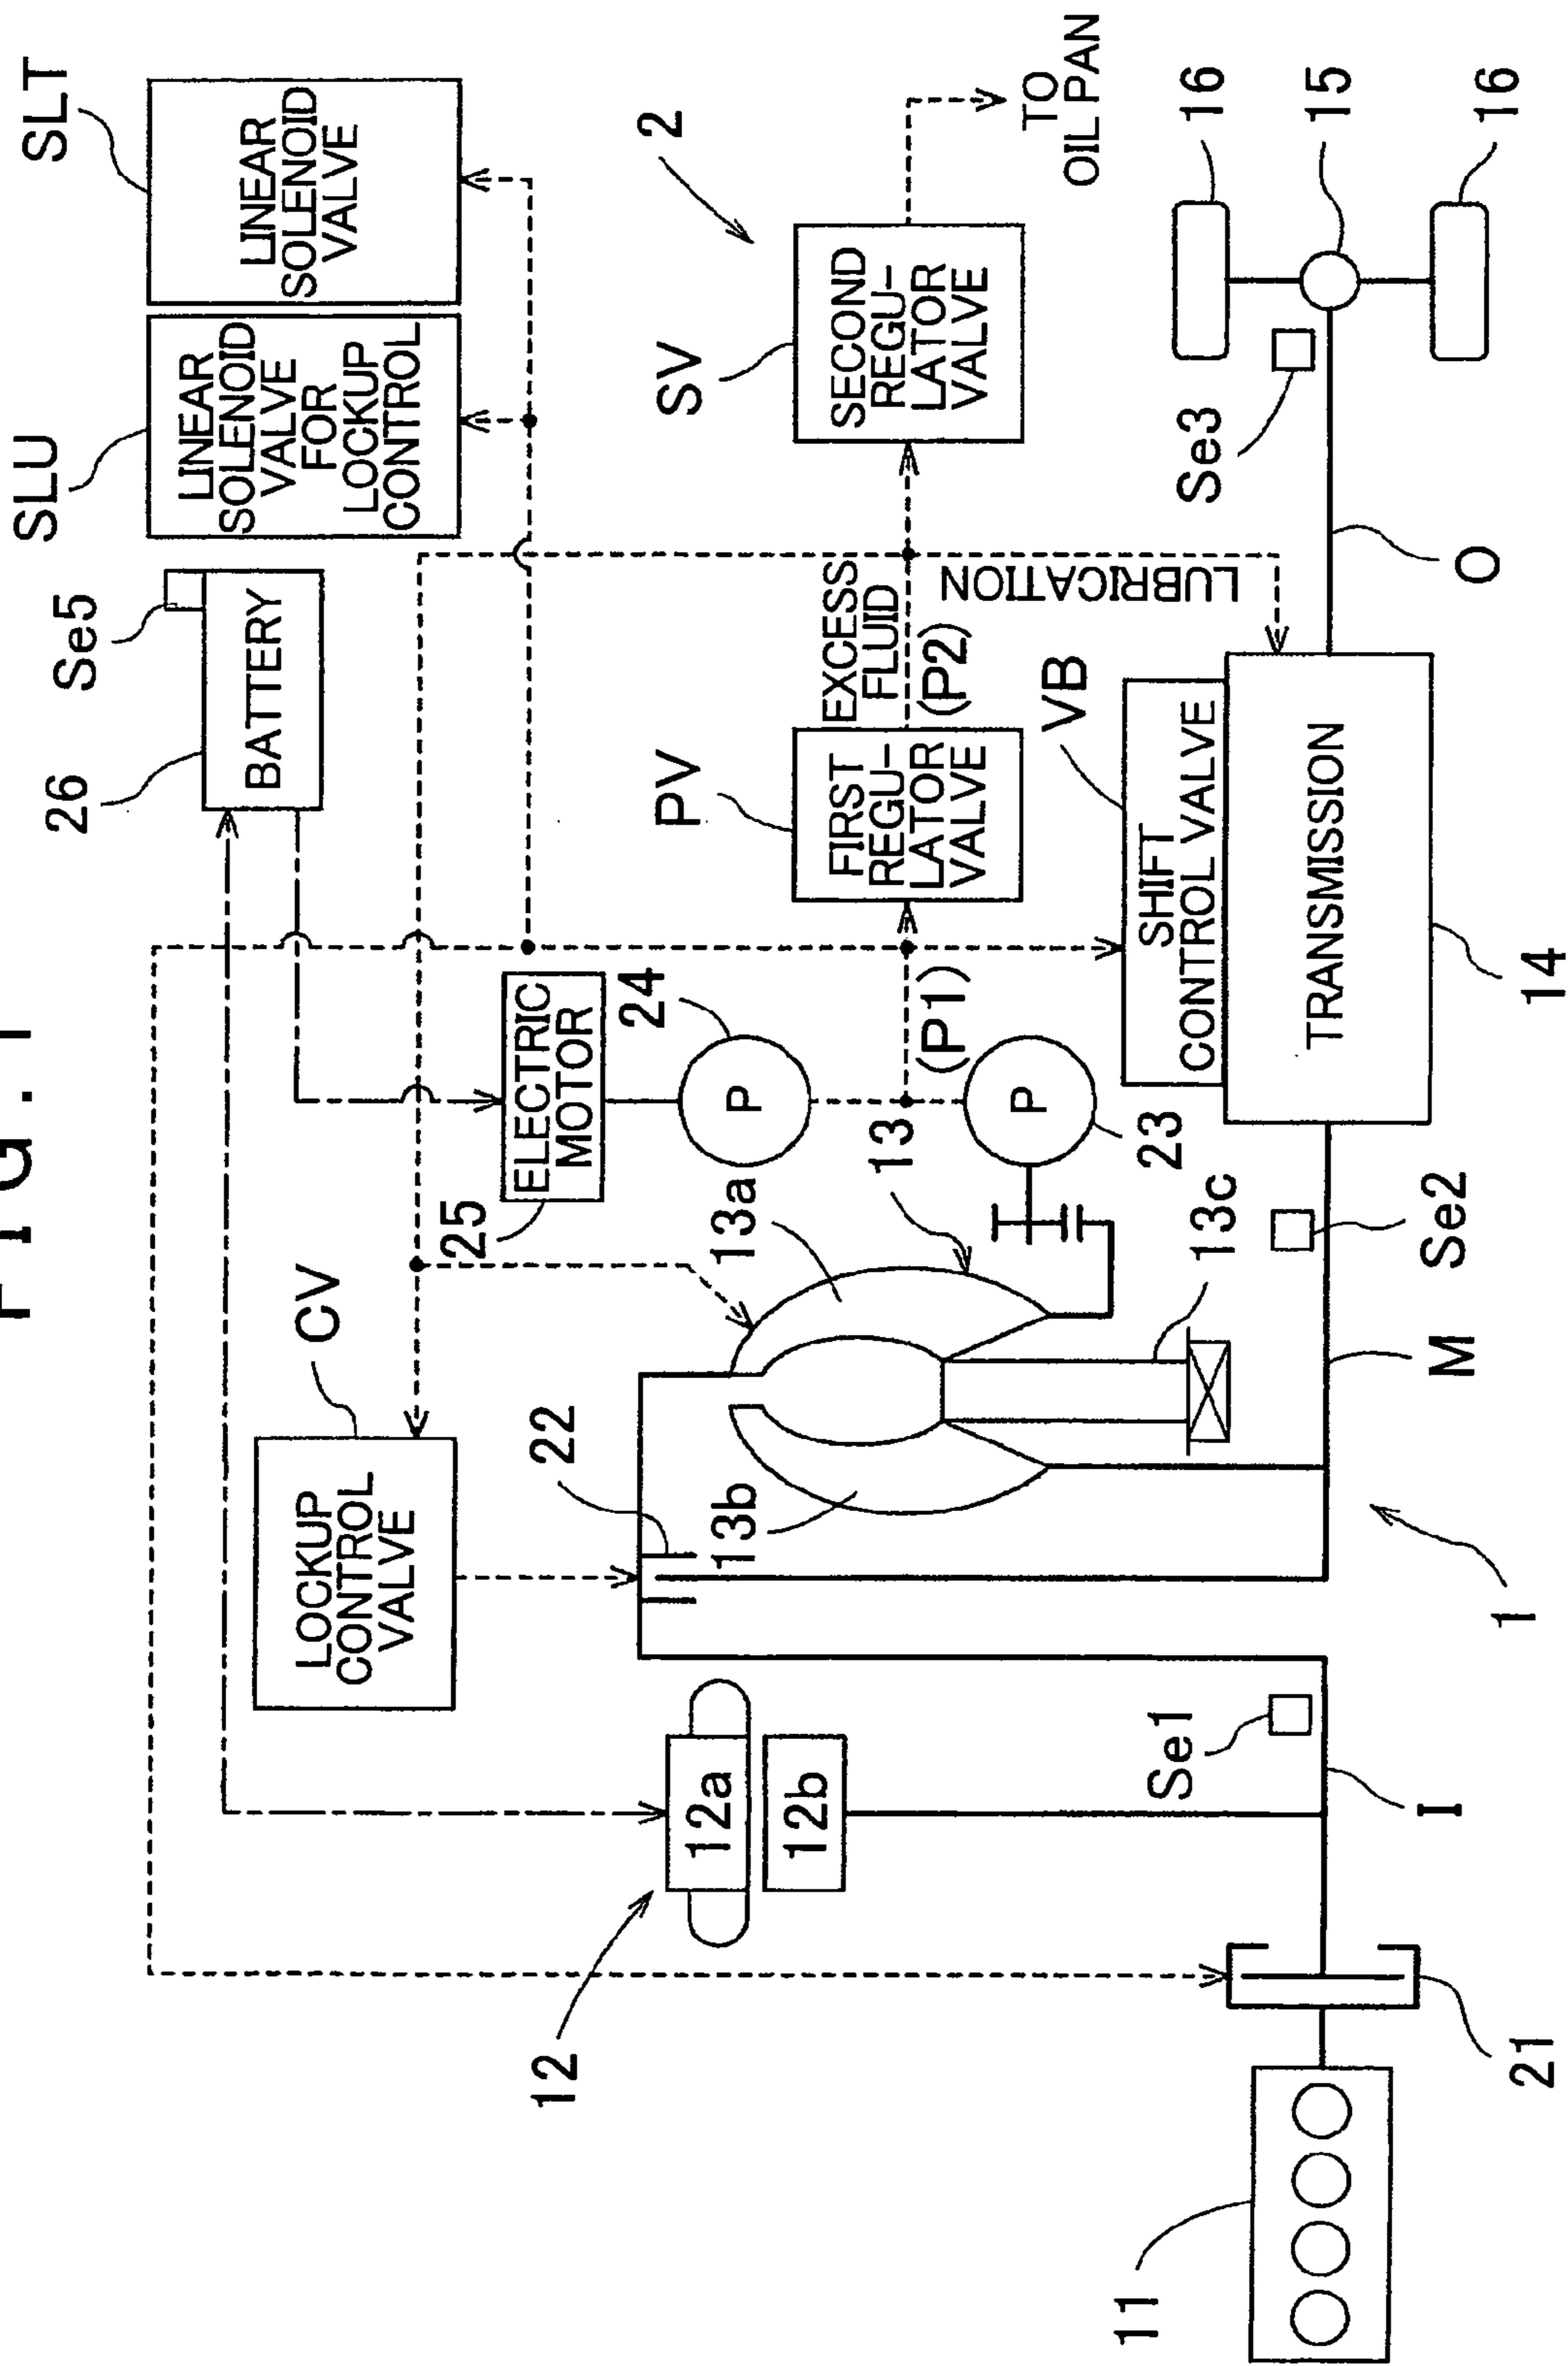 FIG. 1
SLU
SLT
LINEAR
SOLENOID
VALVE
FOR
LOCKUP
CONTROL
LINEAR
SOLENOID
VALVE
Se5
26
BATTERY
CV
LOCKUP
CONTROL
VALVE
25
ELECTRIC
MOTOR
24
P
22
12
12a
12b
13a
13b
13
13c
P
23
(P1)
PV
FIRST
REGU-
LATOR
VALVE
EXCESS
FLUID
(P2)
LUBRICATION
SV
SECOND
REGU-
LATOR
VALVE
2
TO
OIL PAN
VB
SHIFT
CONTROL VALVE
TRANSMISSION
14
11
21
Se1
I
1
M
Se2
O
Se3
16
15
16